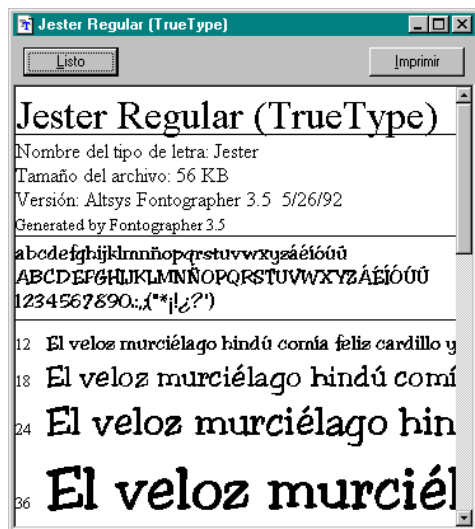 Jester Regular (TrueType)
Listo Imprimir
Jester Regular (TrueType)
Nombre del tipo de letra: Jester
Tamaño del archivo: 56 KB
Versión: Altsys Fontographer 3.5 5/26/92
Generated by Fontographer 3.5
abcdefghijklmnñopqrstuvwxyzáéíóúü
ABCDEFGHIJKLMNÑOPQRSTUVWXYZÁÉÍÓÚÜ
1234567890.:,;("*¡!¿?')
12 El veloz murciélago hindú comía feliz cardillo y
18 El veloz murciélago hindú comí
24 El veloz murciélago hin
36 El veloz murciél